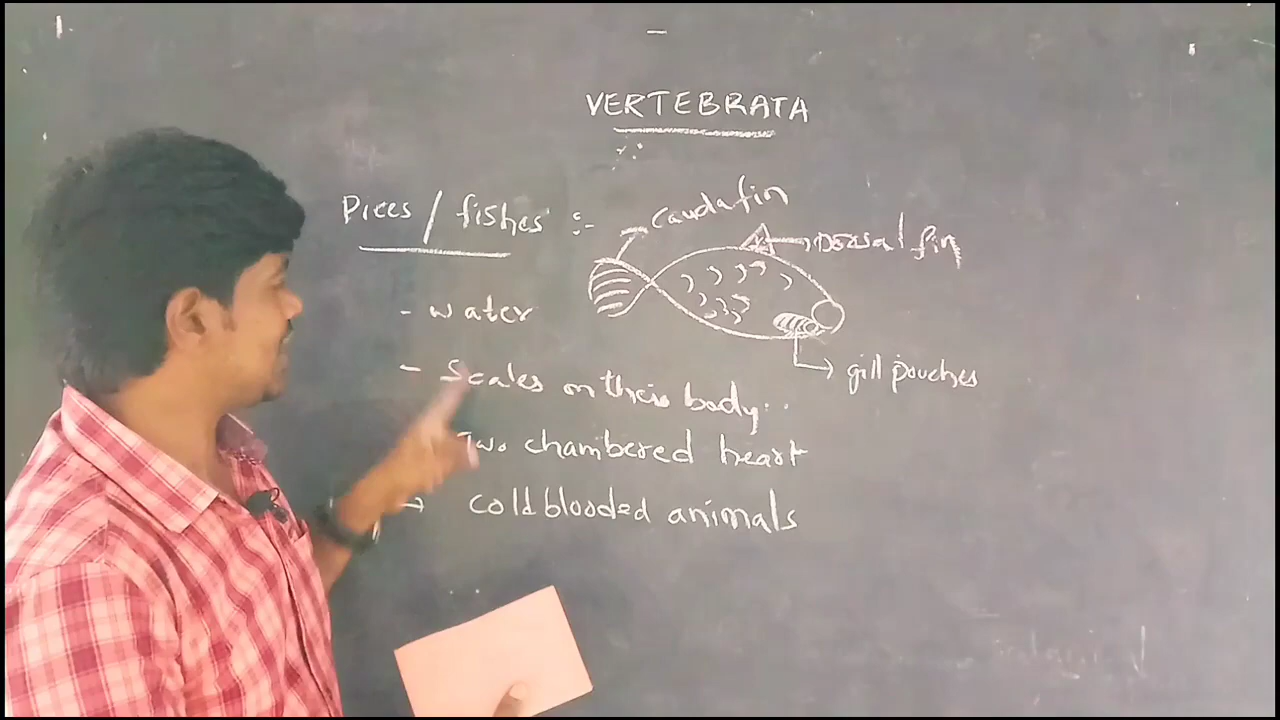 VERTEBRATA
Pices / fishes :-
cauda fin
Dorsal fin
- water
- Scales on their body..
gill pouches
Two chambered heart
→ cold blooded animals